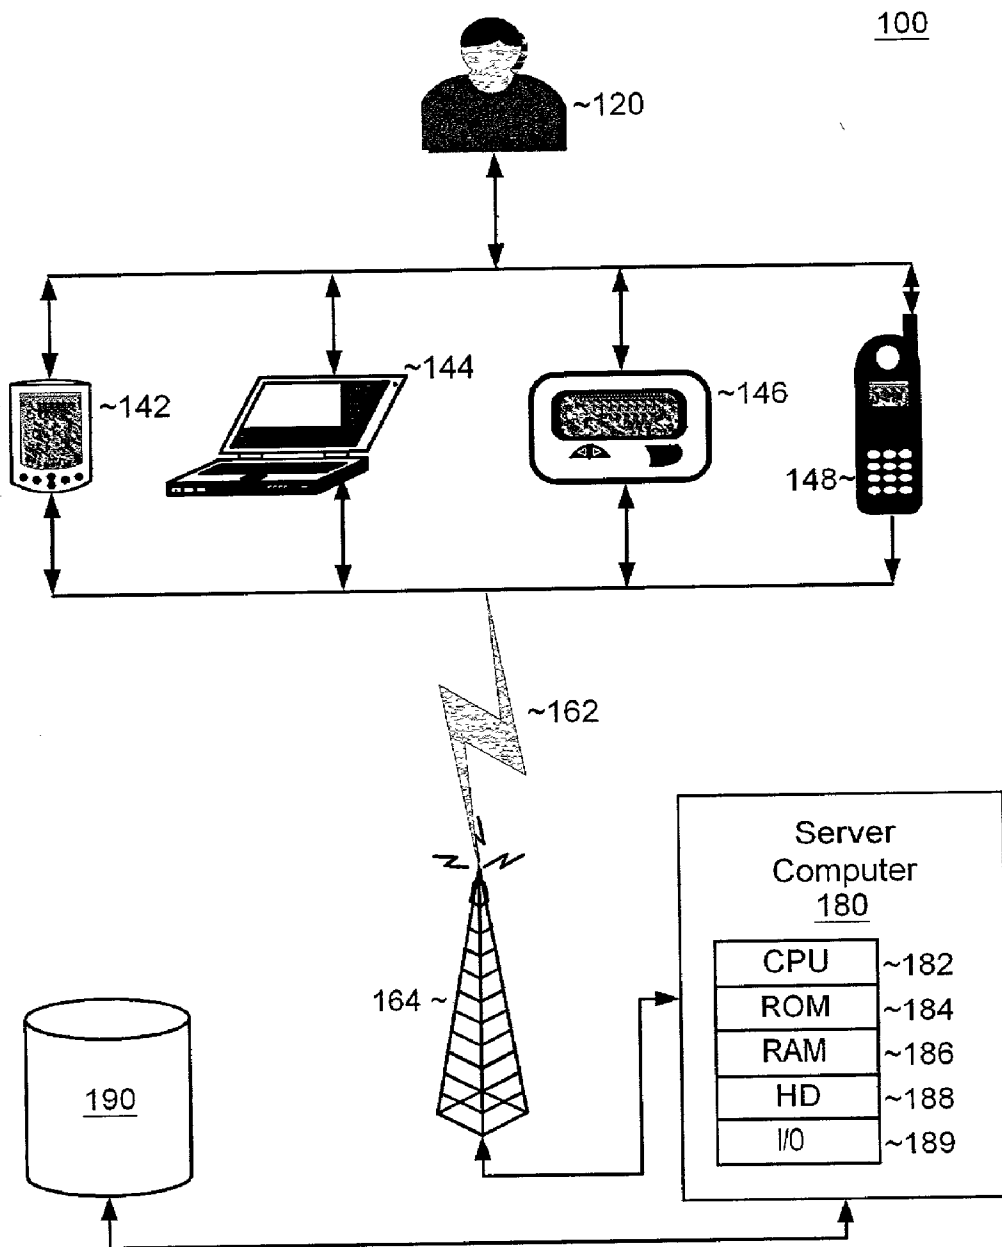 100
~120
~142
~144
~146
148~
~162
164~
Server
Computer
180
CPU ~182
ROM ~184
RAM ~186
HD ~188
I/O ~189
190